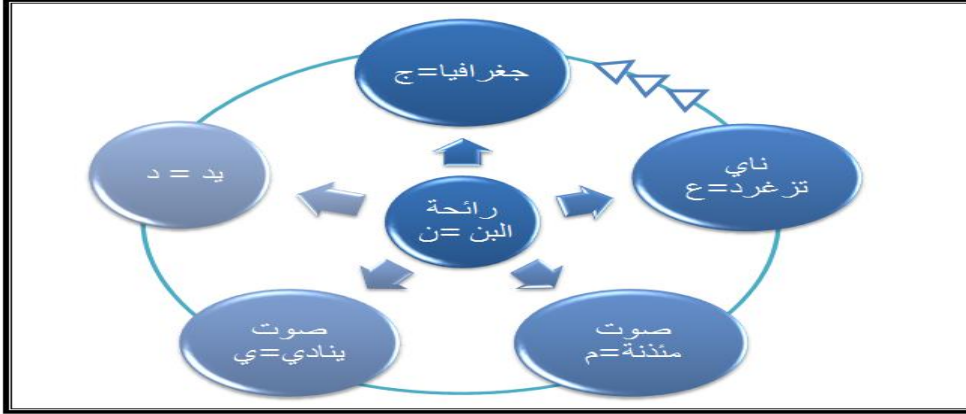 جغرافيا=ج
ناي
تزغرد=ع
يد = د
رائحة
البن =ن
صوت
مئذنة=م
صوت
ينادي=ي